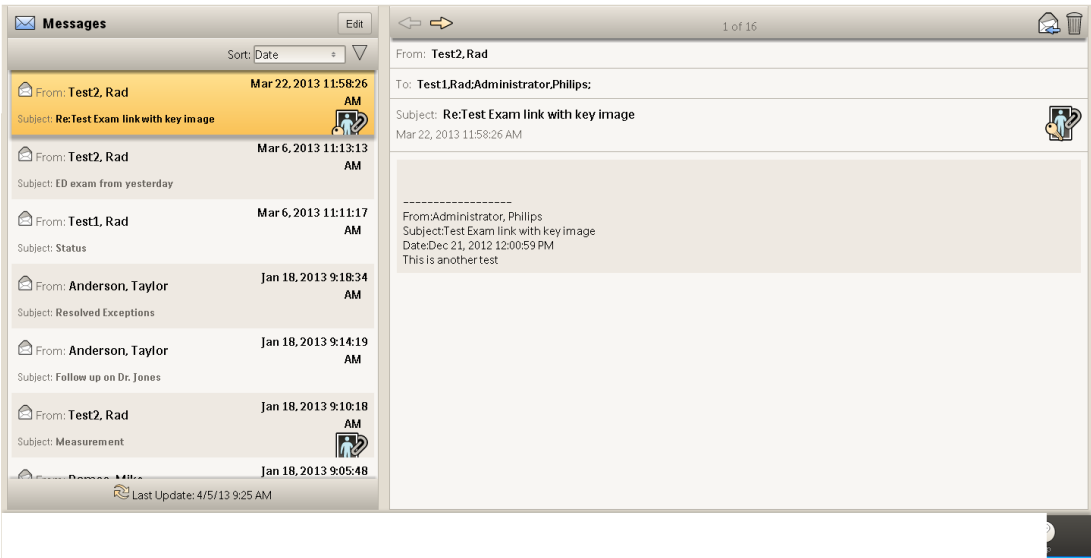 Messages
Edit
Sort: Date
From: Test2, Rad
Mar 22, 2013 11:58:26
AM
Subject: Re:Test Exam link with key image
From: Test2, Rad
Mar 6, 2013 11:13:13
AM
Subject: ED exam from yesterday
From: Test1, Rad
Mar 6, 2013 11:11:17
AM
Subject: Status
From: Anderson, Taylor
Jan 18, 2013 9:18:34
AM
Subject: Resolved Exceptions
From: Anderson, Taylor
Jan 18, 2013 9:14:19
AM
Subject: Follow up on Dr. Jones
From: Test2, Rad
Jan 18, 2013 9:10:18
AM
Subject: Measurement
Jan 18, 2013 9:05:48
Last Update: 4/5/13 9:25 AM
1 of 16
From: Test2, Rad
To: Test1,Rad;Administrator,Philips;
Subject: Re:Test Exam link with key image
Mar 22, 2013 11:58:26 AM
-------------------
From:Administrator, Philips
Subject:Test Exam link with key image
Date:Dec 21, 2012 12:00:59 PM
This is another test